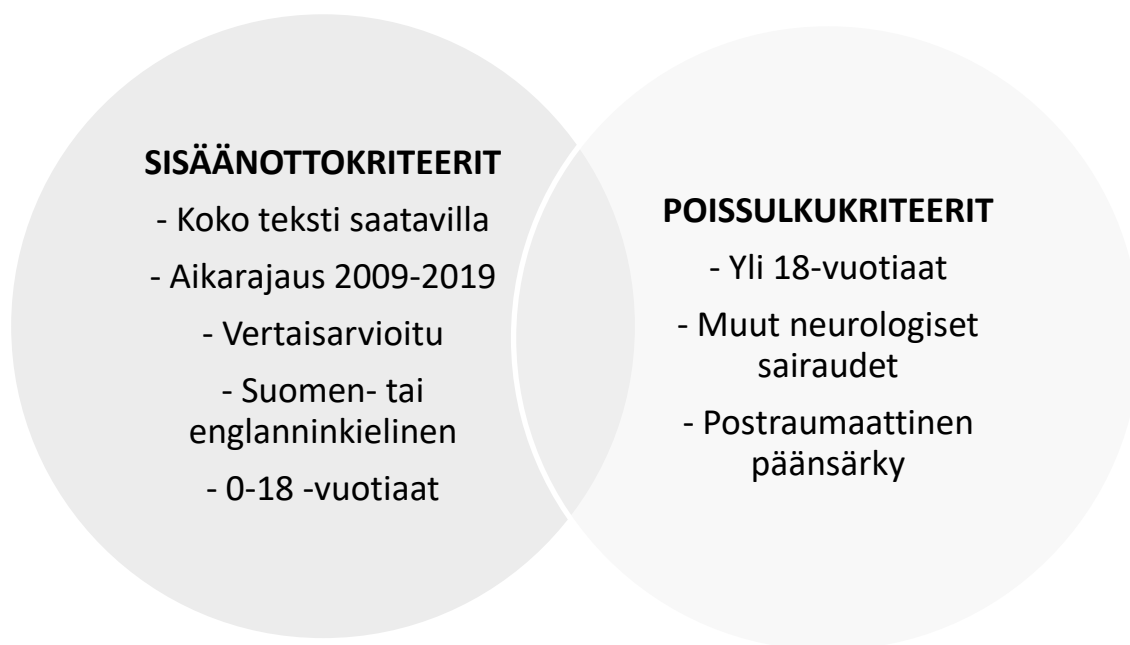 SISÄÄNOTTOKRITEERIT
- Koko teksti saatavilla
- Aikarajaus 2009-2019
- Vertaisarvioitu
- Suomen- tai
englanninkielinen
- 0-18 -vuotiaat
POISSULKUKRITEERIT
- Yli 18-vuotiaat
- Muut neurologiset
sairaudet
- Postraumaattinen
päänsärky